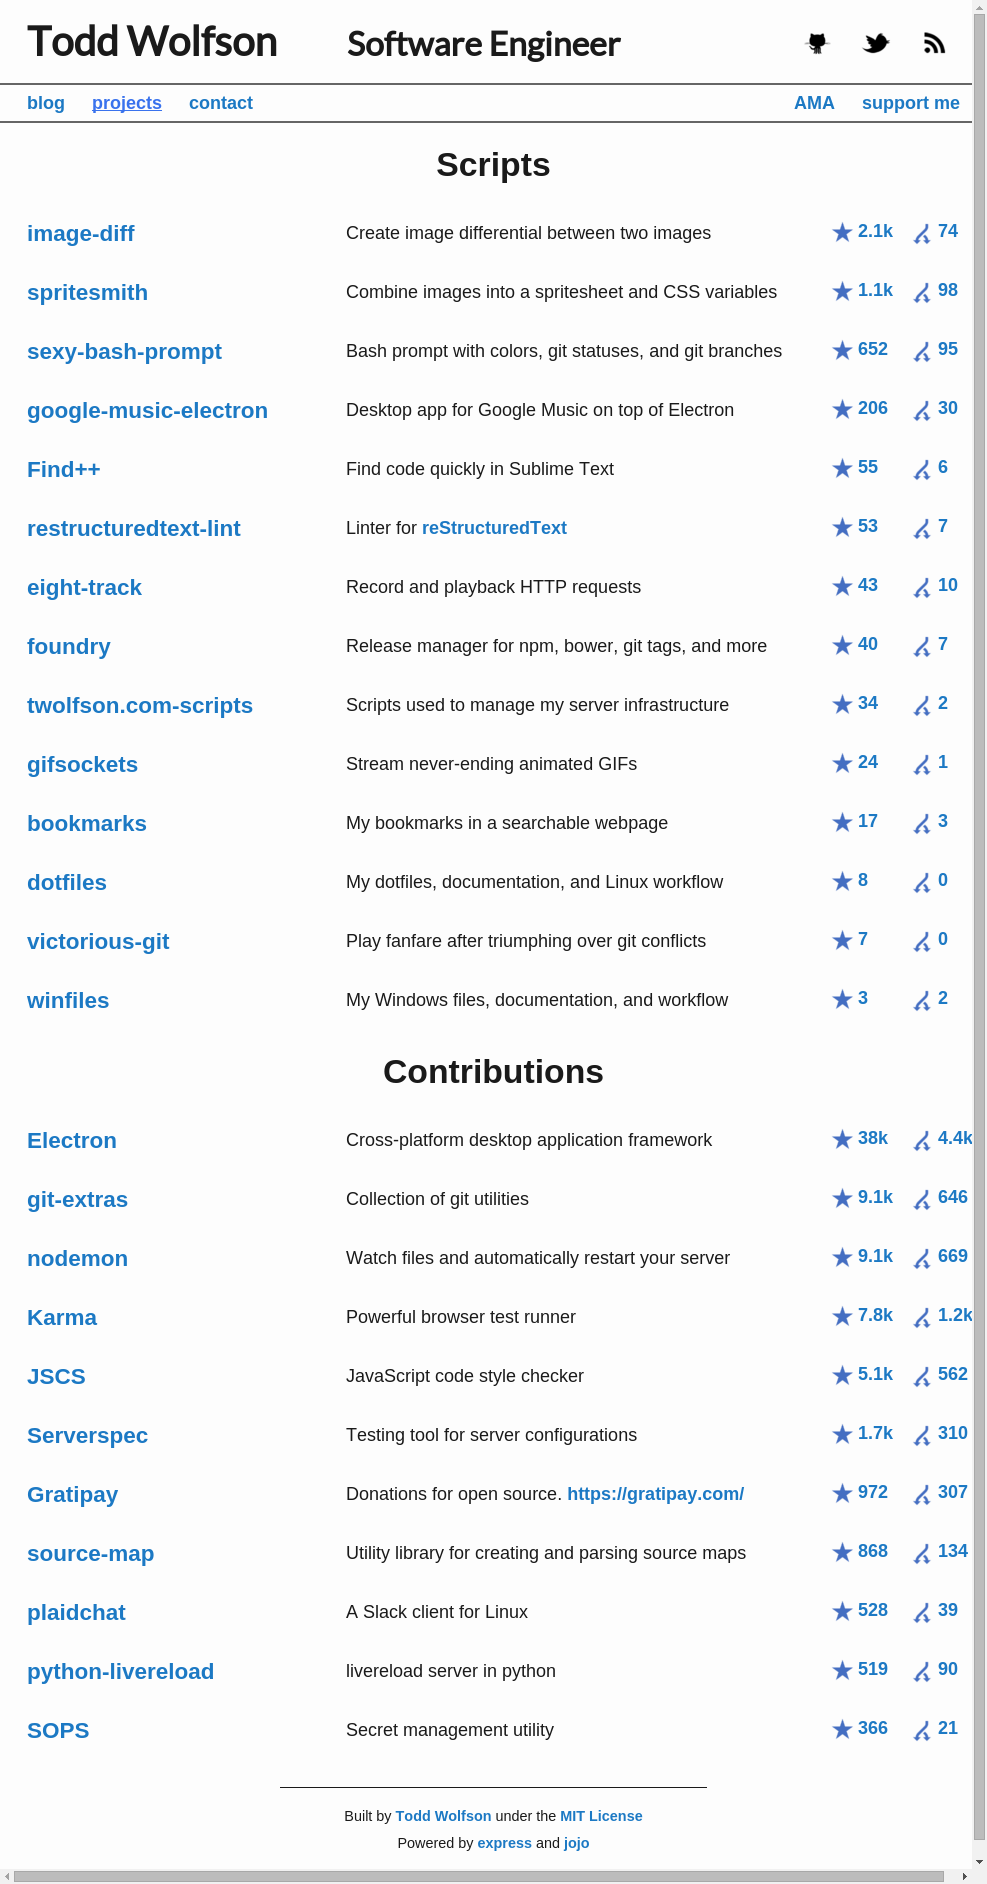 Todd Wolfson Software Engineer
blog projects contact AMA support me
Scripts
image-diff Create image differential between two images 2.1k 74
spritesmith Combine images into a spritesheet and CSS variables 1.1k 98
sexy-bash-prompt Bash prompt with colors, git statuses, and git branches 652 95
google-music-electron Desktop app for Google Music on top of Electron 206 30
Find++ Find code quickly in Sublime Text 55 6
restructuredtext-lint Linter for reStructuredText 53 7
eight-track Record and playback HTTP requests 43 10
foundry Release manager for npm, bower, git tags, and more 40 7
twolfson.com-scripts Scripts used to manage my server infrastructure 34 2
gifsockets Stream never-ending animated GIFs 24 1
bookmarks My bookmarks in a searchable webpage 17 3
dotfiles My dotfiles, documentation, and Linux workflow 8 0
victorious-git Play fanfare after triumphing over git conflicts 7 0
winfiles My Windows files, documentation, and workflow 3 2
Contributions
Electron Cross-platform desktop application framework 38k 4.4k
git-extras Collection of git utilities 9.1k 646
nodemon Watch files and automatically restart your server 9.1k 669
Karma Powerful browser test runner 7.8k 1.2k
JSCS JavaScript code style checker 5.1k 562
Serverspec Testing tool for server configurations 1.7k 310
Gratipay Donations for open source. https://gratipay.com/ 972 307
source-map Utility library for creating and parsing source maps 868 134
plaidchat A Slack client for Linux 528 39
python-livereload livereload server in python 519 90
SOPS Secret management utility 366 21
Built by Todd Wolfson under the MIT License
Powered by express and jojo